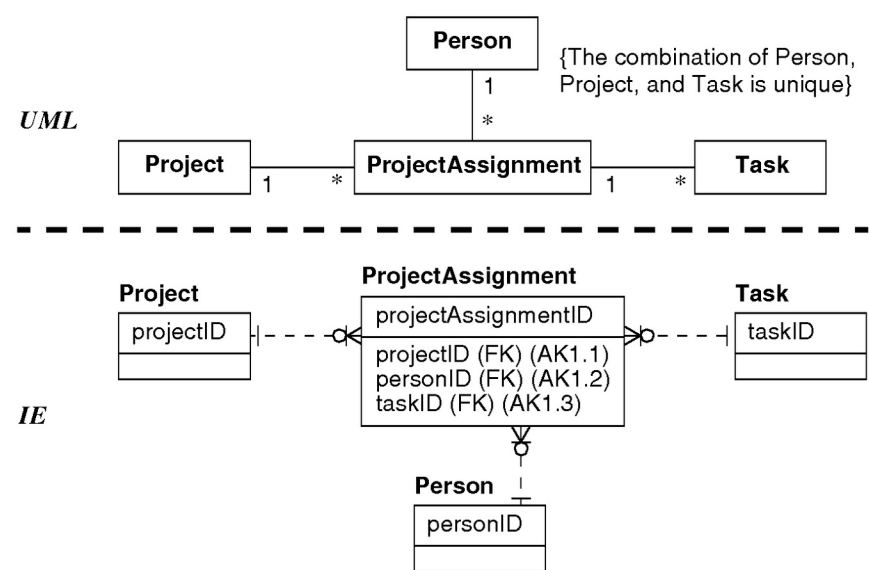 Person
{The combination of Person,
Project, and Task is unique}
1
*
UML
Project
ProjectAssignment
Task
1
*
1
*
ProjectAssignment
Project
Task
projectID
projectAssignmentID
taskID
projectID (FK) (AK1.1)
personID (FK) (AK1.2)
taskID (FK) (AK1.3)
IE
Person
personID